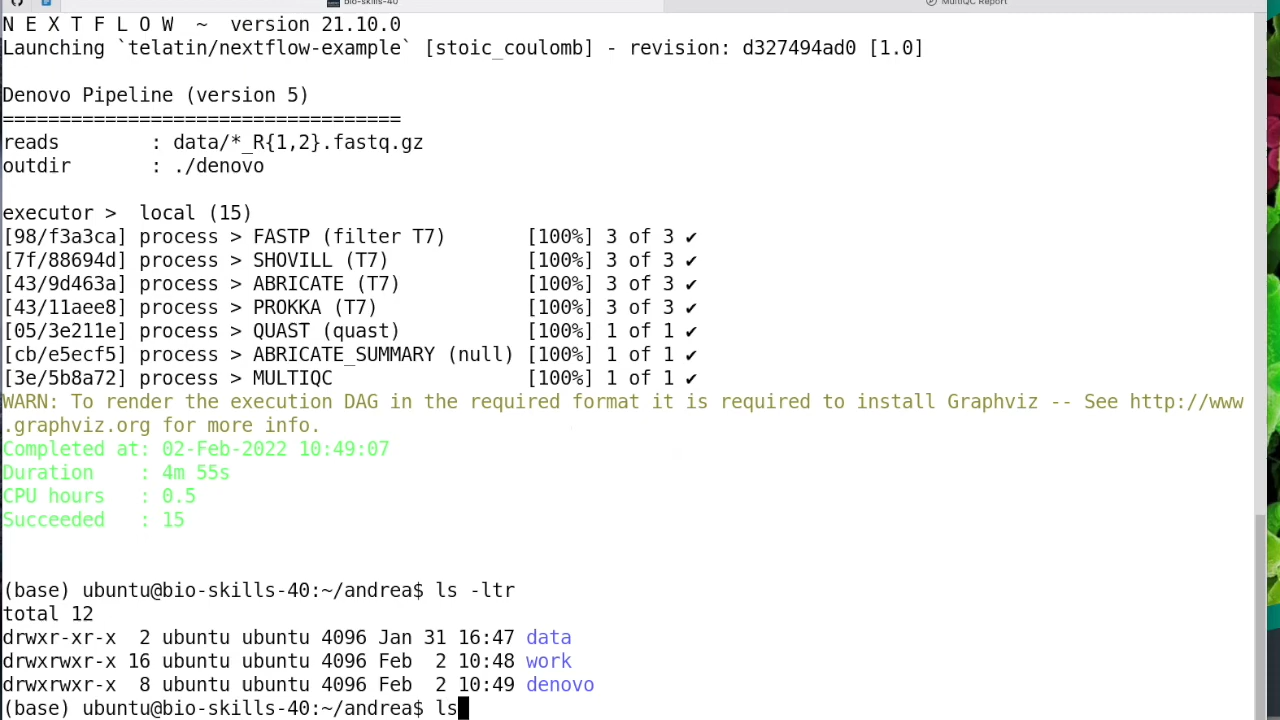 bio-skills-40
MultiQC Report
N E X T F L O W ~ version 21.10.0
Launching `telatin/nextflow-example` [stoic_coulomb] - revision: d327494ad0 [1.0]
Denovo Pipeline (version 5)
===================================
reads : data/*_R{1,2}.fastq.gz
outdir : ./denovo
executor > local (15)
[98/f3a3ca] process > FASTP (filter T7) [100%] 3 of 3 ✔
[7f/88694d] process > SHOVILL (T7) [100%] 3 of 3 ✔
[43/9d463a] process > ABRICATE (T7) [100%] 3 of 3 ✔
[43/11aee8] process > PROKKA (T7) [100%] 3 of 3 ✔
[05/3e211e] process > QUAST (quast) [100%] 1 of 1 ✔
[cb/e5ecf5] process > ABRICATE_SUMMARY (null) [100%] 1 of 1 ✔
[3e/5b8a72] process > MULTIQC [100%] 1 of 1 ✔
WARN: To render the execution DAG in the required format it is required to install Graphviz -- See http://www
.graphviz.org for more info.
Completed at: 02-Feb-2022 10:49:07
Duration : 4m 55s
CPU hours : 0.5
Succeeded : 15
(base) ubuntu@bio-skills-40:~/andrea$ ls -ltr
total 12
drwxr-xr-x 2 ubuntu ubuntu 4096 Jan 31 16:47 data
drwxrwxr-x 16 ubuntu ubuntu 4096 Feb 2 10:48 work
drwxrwxr-x 8 ubuntu ubuntu 4096 Feb 2 10:49 denovo
(base) ubuntu@bio-skills-40:~/andrea$ ls